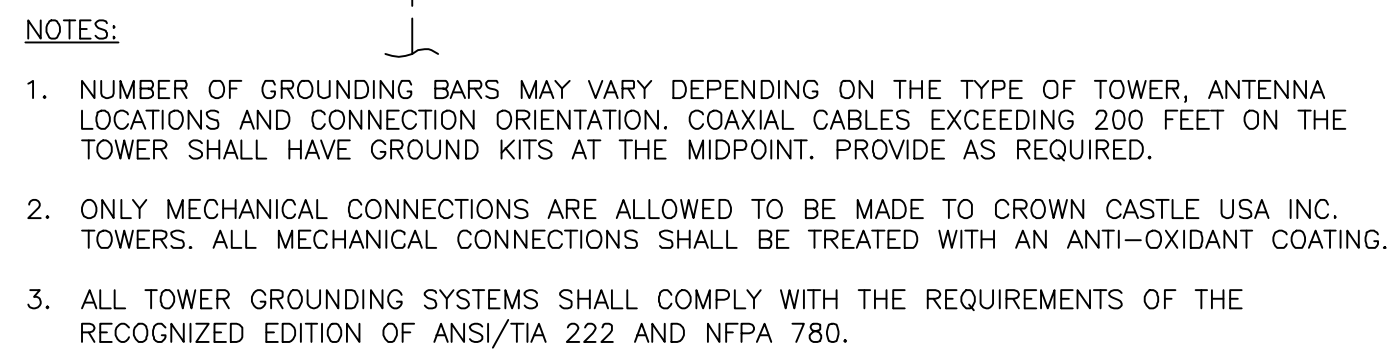 NOTES:
1. NUMBER OF GROUNDING BARS MAY VARY DEPENDING ON THE TYPE OF TOWER, ANTENNA
LOCATIONS AND CONNECTION ORIENTATION. COAXIAL CABLES EXCEEDING 200 FEET ON THE
TOWER SHALL HAVE GROUND KITS AT THE MIDPOINT. PROVIDE AS REQUIRED.
2. ONLY MECHANICAL CONNECTIONS ARE ALLOWED TO BE MADE TO CROWN CASTLE USA INC.
TOWERS. ALL MECHANICAL CONNECTIONS SHALL BE TREATED WITH AN ANTI-OXIDANT COATING.
3. ALL TOWER GROUNDING SYSTEMS SHALL COMPLY WITH THE REQUIREMENTS OF THE
RECOGNIZED EDITION OF ANSI/TIA 222 AND NFPA 780.